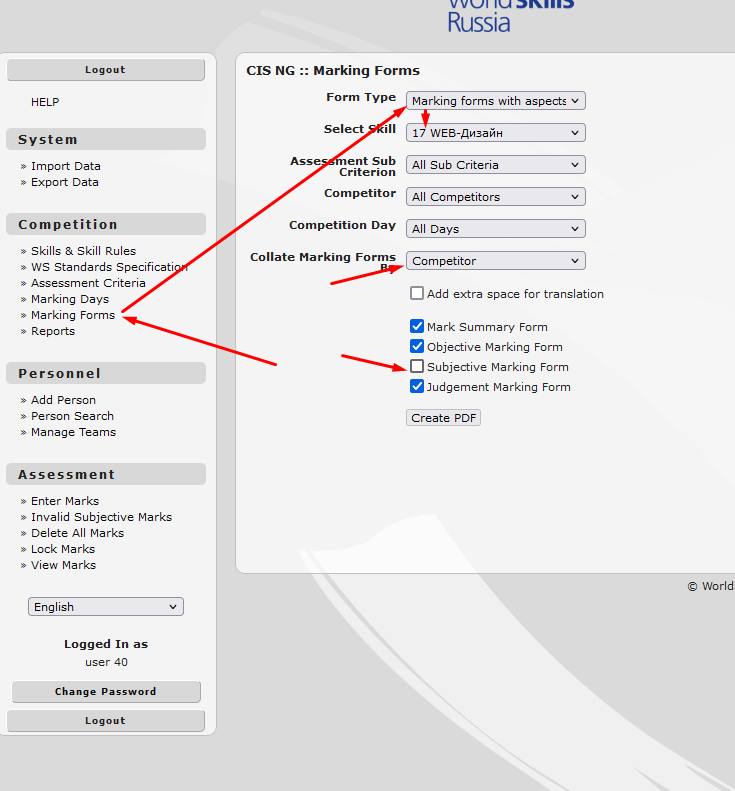 WorldSkills
Russia
Logout
HELP
System
» Import Data
» Export Data
Competition
» Skills & Skill Rules
» WS Standards Specification
» Assessment Criteria
» Marking Days
» Marking Forms
» Reports
Personnel
» Add Person
» Person Search
» Manage Teams
Assessment
» Enter Marks
» Invalid Subjective Marks
» Delete All Marks
» Lock Marks
» View Marks
English
Logged In as
user 40
Change Password
Logout
CIS NG :: Marking Forms
Form Type Marking forms with aspects
Select Skill 17 WEB-Дизайн
Assessment Sub
Criterion All Sub Criteria
Competitor All Competitors
Competition Day All Days
Collate Marking Forms
By Competitor
Add extra space for translation
Mark Summary Form
Objective Marking Form
Subjective Marking Form
Judgement Marking Form
Create PDF
© World